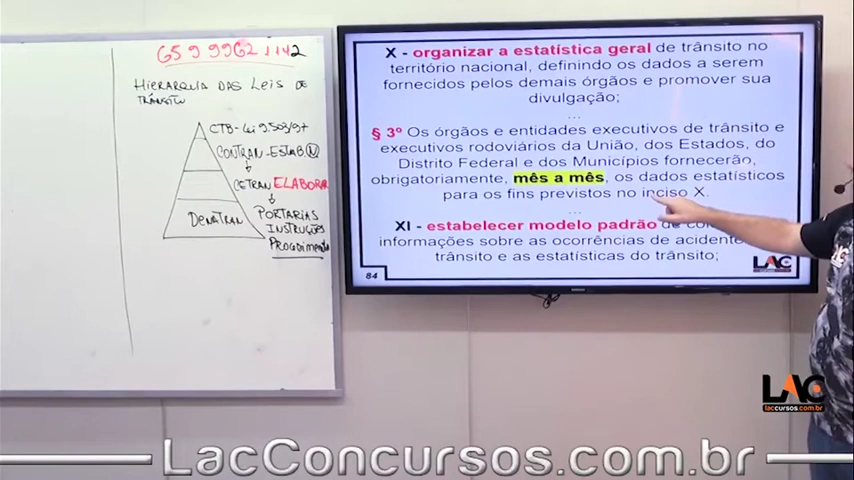 65 9 9962 1142
HIERARQUIA DAS LEIS DE
TRÂNSITO
CTB - Lei 9.503/97
CONTRAN - ESTAB. N
CETRAN ELABORAR
DENATRAN
PORTARIAS
INSTRUÇÕES
PROCEDIMENTO
X - organizar a estatística geral de trânsito no
território nacional, definindo os dados a serem
fornecidos pelos demais órgãos e promover sua
divulgação;
...
§ 3º Os órgãos e entidades executivos de trânsito e
executivos rodoviários da União, dos Estados, do
Distrito Federal e dos Municípios fornecerão,
obrigatoriamente, mês a mês, os dados estatísticos
para os fins previstos no inciso X.
...
XI - estabelecer modelo padrão de
informações sobre as ocorrências de acidente
trânsito e as estatísticas do trânsito;
84
LAC
LAC
laccursos.com.br
LacConcursos.com.br